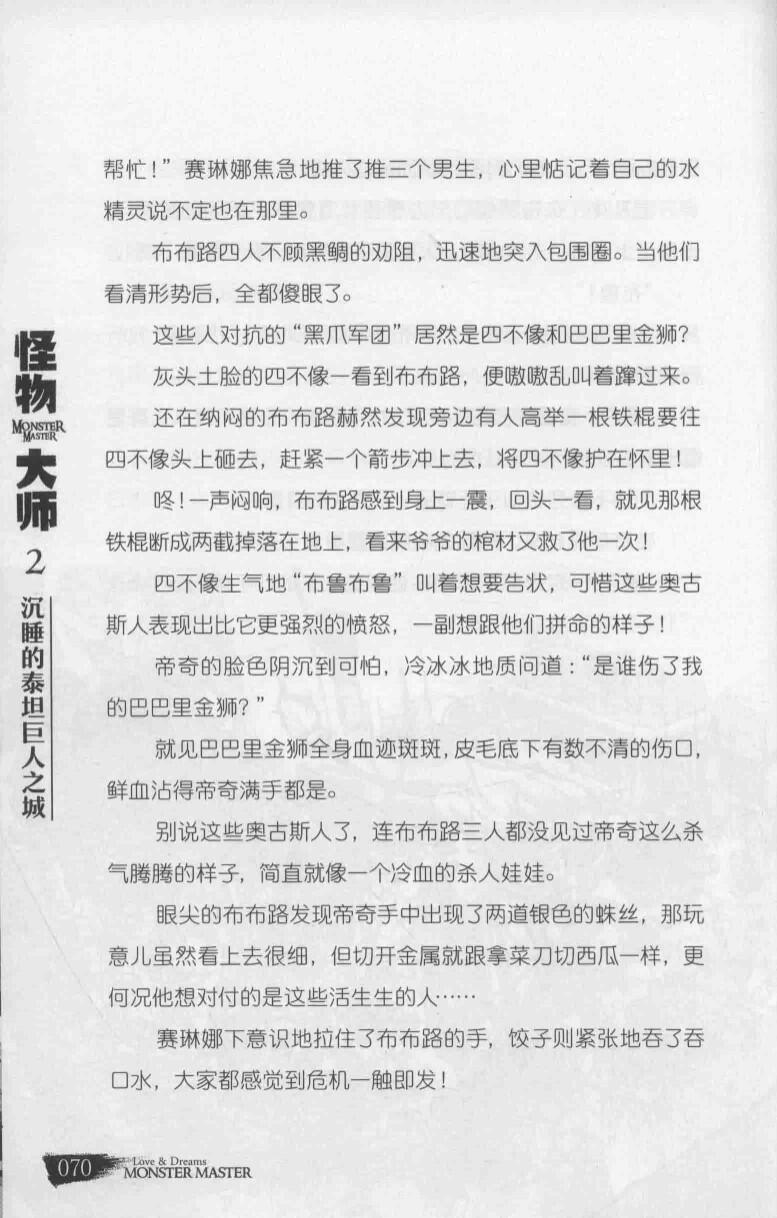 帮忙！”赛琳娜焦急地推了推三个男生，心里惦记着自己的水
精灵说不定也在那里。
布布路四人不顾黑鲷的劝阻，迅速地突入包围圈。当他们
看清形势后，全都傻眼了。
这些人对抗的“黑爪军团”居然是四不像和巴巴里金狮？
灰头土脸的四不像一看到布布路，便嗷嗷乱叫着蹿过来。
还在纳闷的布布路赫然发现旁边有人高举一根铁棍要往
四不像头上砸去，赶紧一个箭步冲上去，将四不像护在怀里！
咚！一声闷响，布布路感到身上一震，回头一看，就见那根
铁棍断成两截掉落在地上，看来爷爷的棺材又救了他一次！
四不像生气地“布鲁布鲁”叫着想要告状，可惜这些奥古
斯人表现出比它更强烈的愤怒，一副想跟他们拼命的样子！
帝奇的脸色阴沉到可怕，冷冰冰地质问道：“是谁伤了我
的巴巴里金狮？”
就见巴巴里金狮全身血迹斑斑，皮毛底下有数不清的伤口，
鲜血沾得帝奇满手都是。
别说这些奥古斯人了，连布布路三人都没见过帝奇这么杀
气腾腾的样子，简直就像一个冷血的杀人娃娃。
眼尖的布布路发现帝奇手中出现了两道银色的蛛丝，那玩
意儿虽然看上去很细，但切开金属就跟拿菜刀切西瓜一样，更
何况他想对付的是这些活生生的人……
赛琳娜下意识地拉住了布布路的手，饺子则紧张地吞了吞
口水，大家都感觉到危机一触即发！
怪物
MONSTER
MASTER
大师
2
沉睡的泰坦巨人之城
070
Love & Dreams
MONSTER MASTER